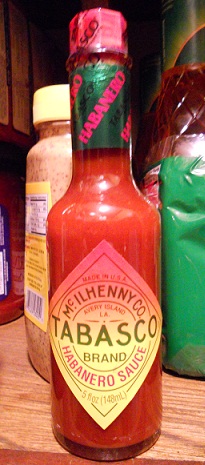 HABANERO
MADE IN U.S.A.
McILHENNY CO.
AVERY ISLAND
LA.
TABASCO
BRAND
HABANERO SAUCE
5 fl oz (148mL)